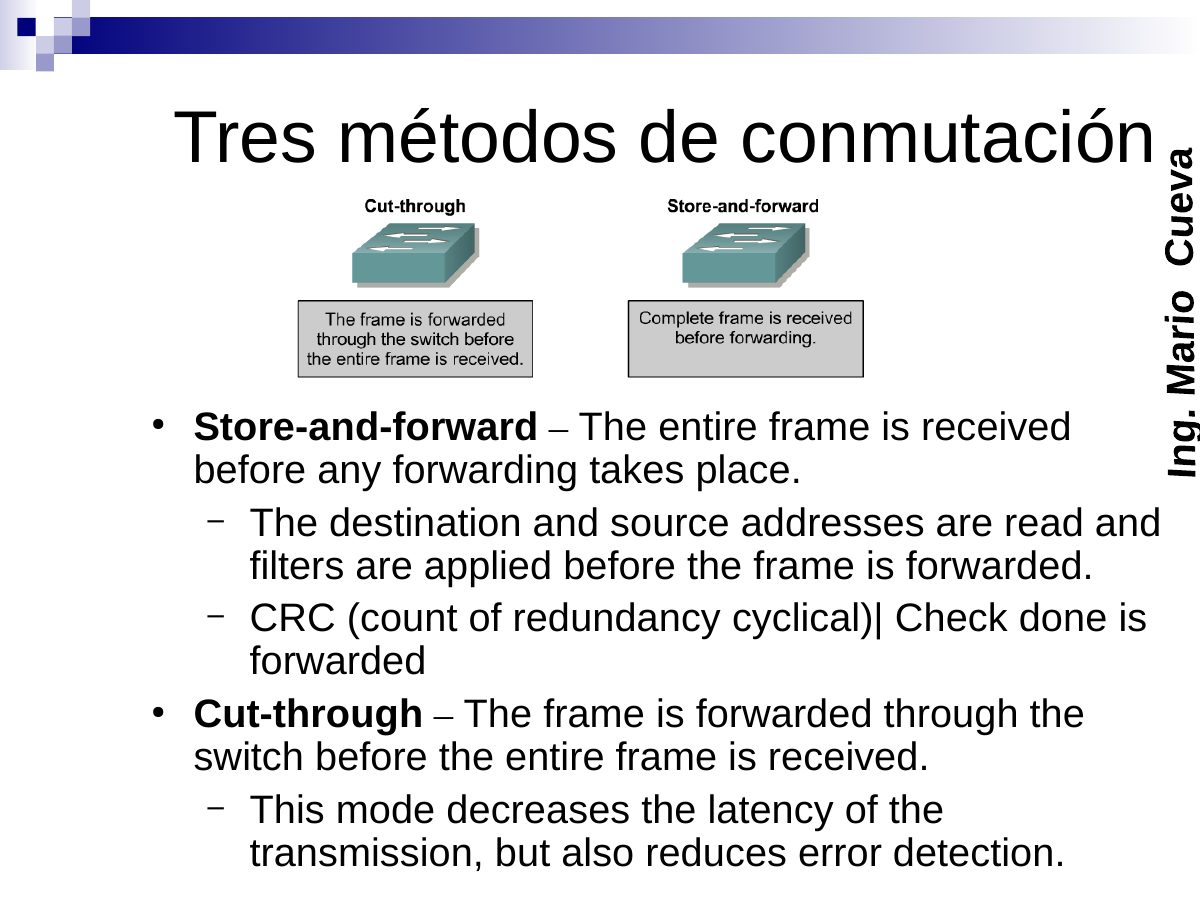 Tres métodos de conmutación
Ing. Mario Cueva
Cut-through
Store-and-forward
The frame is forwarded
through the switch before
the entire frame is received.
Complete frame is received
before forwarding.
• Store-and-forward – The entire frame is received
before any forwarding takes place.
– The destination and source addresses are read and
filters are applied before the frame is forwarded.
– CRC (count of redundancy cyclical)| Check done is
forwarded
• Cut-through – The frame is forwarded through the
switch before the entire frame is received.
– This mode decreases the latency of the
transmission, but also reduces error detection.